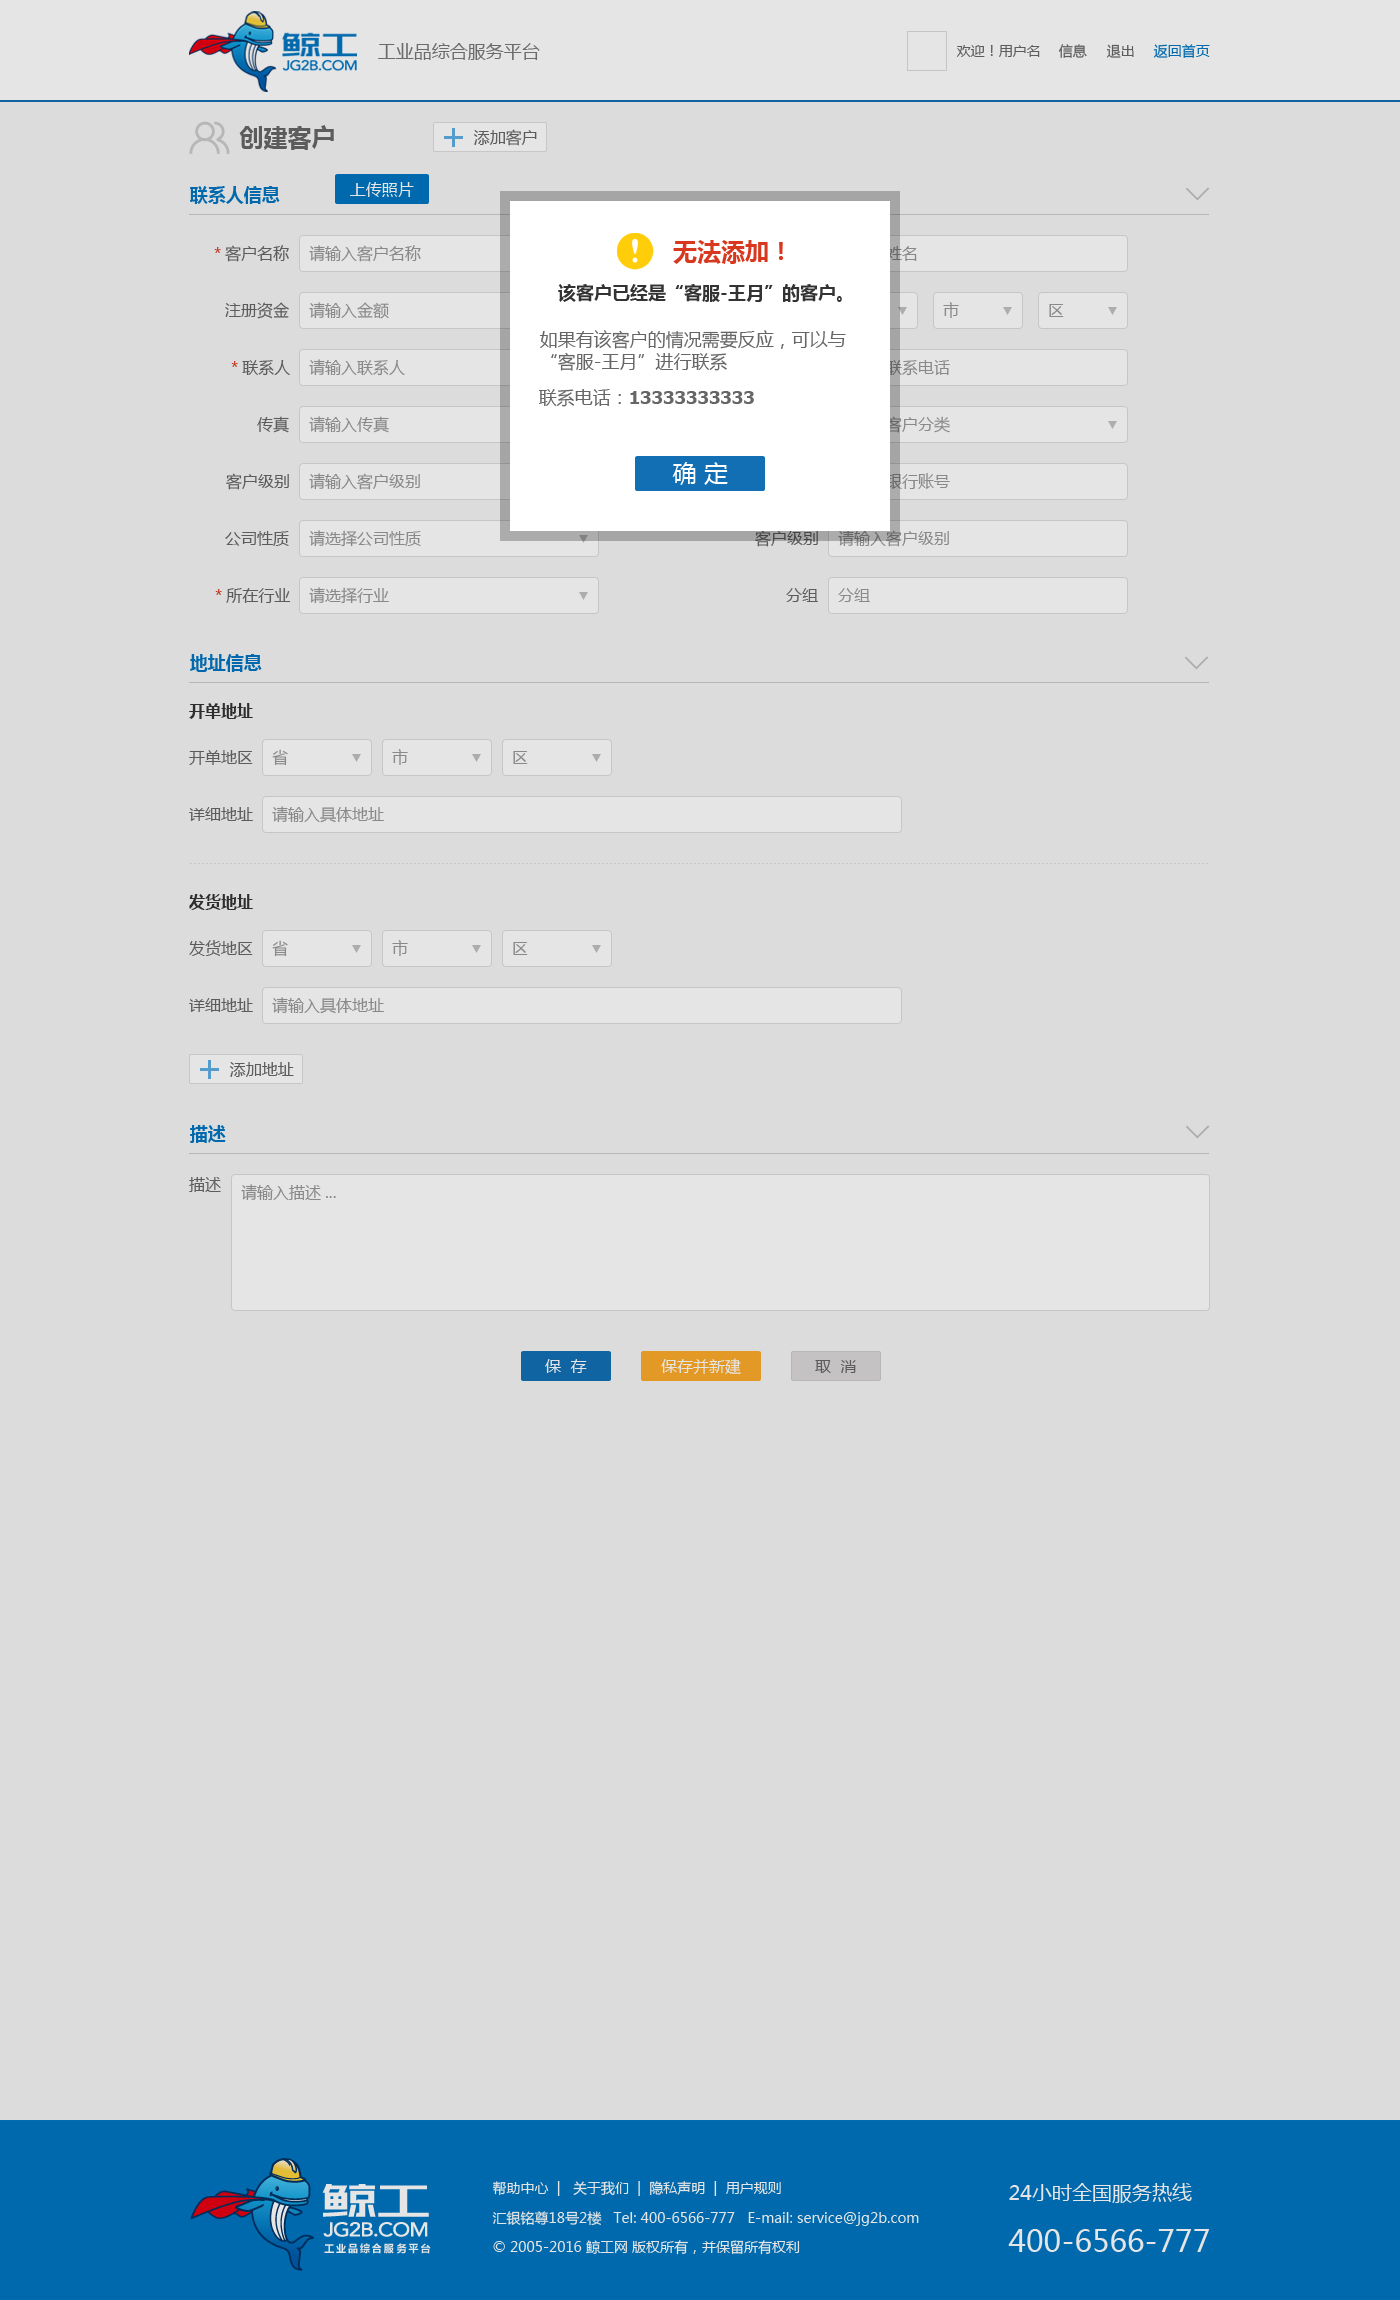 鲸工
JG2B.COM
工业品综合服务平台
欢迎！用户名 信息 退出 返回首页
创建客户
添加客户
联系人信息
上传照片
无法添加！
该客户已经是“客服-王月”的客户。
如果有该客户的情况需要反应，可以与
“客服-王月”进行联系
联系电话：13333333333
确 定
* 客户名称 请输入客户名称 姓名
注册资金 请输入金额 市 区
* 联系人 请输入联系人 联系电话
传真 请输入传真 客户分类
客户级别 请输入客户级别 银行账号
公司性质 请选择公司性质 客户级别 请输入客户级别
* 所在行业 请选择行业 分组 分组
地址信息
开单地址
开单地区 省 市 区
详细地址 请输入具体地址
发货地址
发货地区 省 市 区
详细地址 请输入具体地址
添加地址
描述
描述 请输入描述 ...
保 存 保存并新建 取 消
鲸工
JG2B.COM
工业品综合服务平台
帮助中心 | 关于我们 | 隐私声明 | 用户规则
汇银铭尊18号2楼 Tel: 400-6566-777 E-mail: service@jg2b.com
© 2005-2016 鲸工网 版权所有，并保留所有权利
24小时全国服务热线
400-6566-777